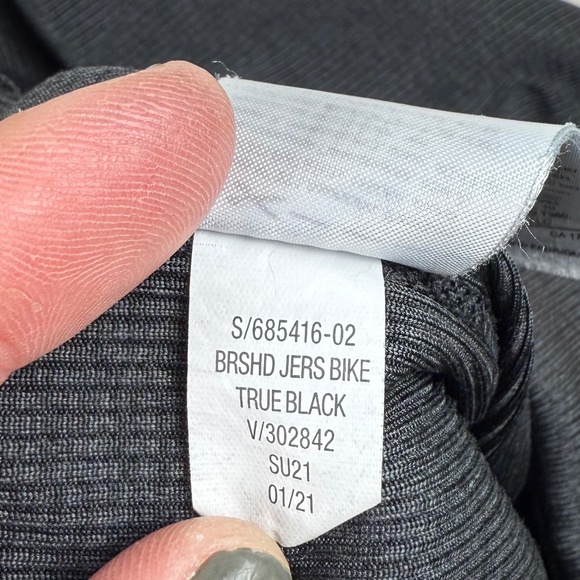 S/685416-02
BRSHD JERS BIKE
TRUE BLACK
V/302842
SU21
01/21